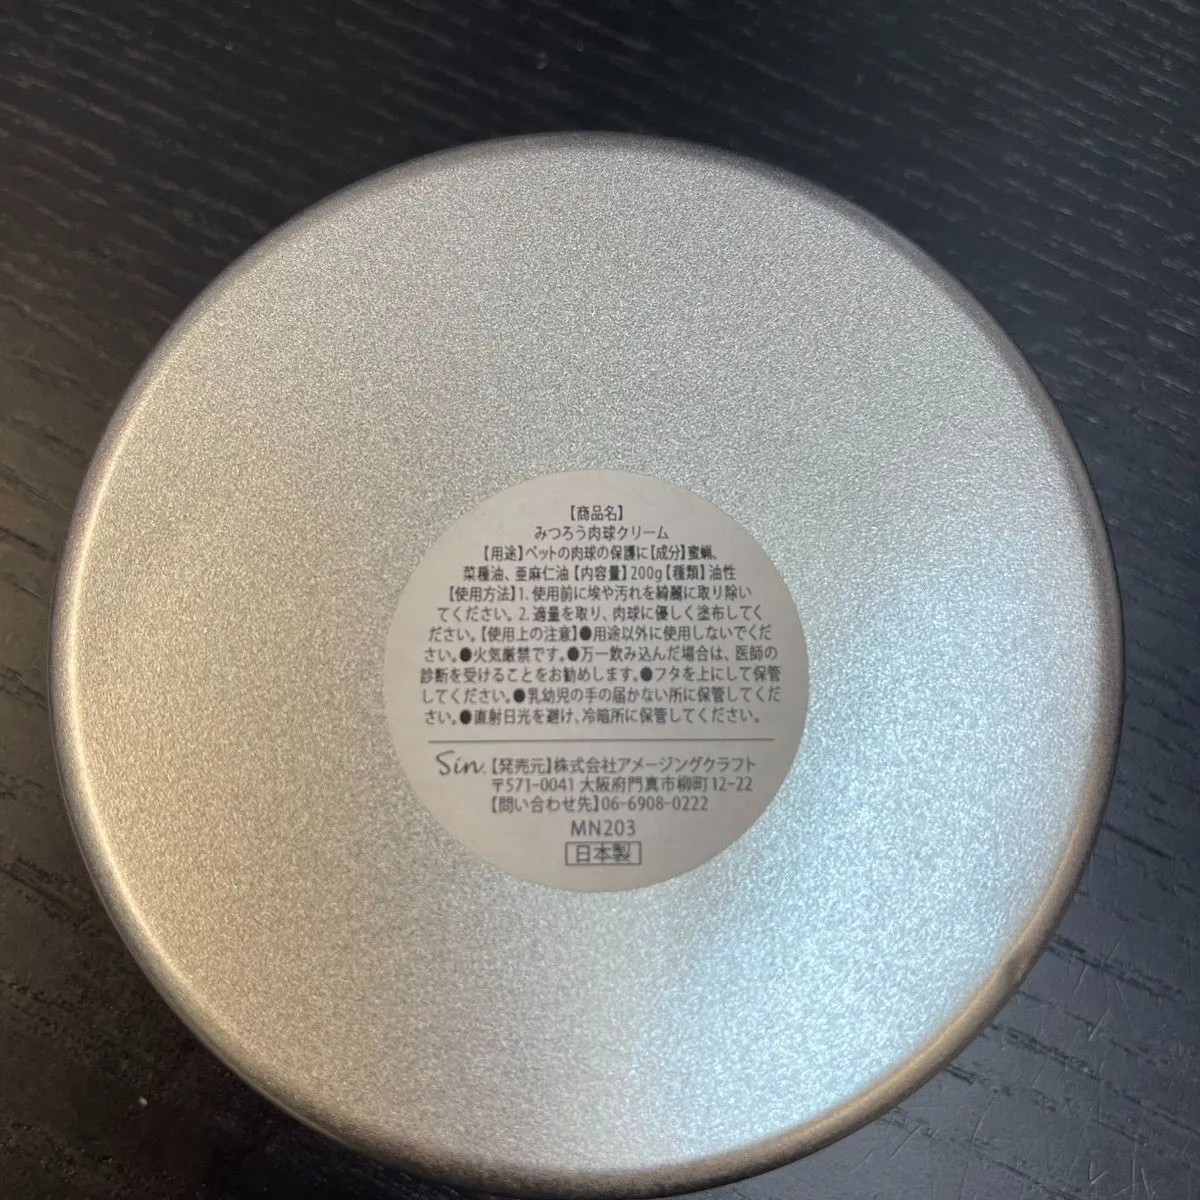 【商品名】
みつろう肉球クリーム
【用途】ペットの肉球の保護に【成分】蜜蝋、
菜種油、亜麻仁油【内容量】200g【種類】油性
【使用方法】1. 使用前に埃や汚れを綺麗に取り除い
てください。2. 適量を取り、肉球に優しく塗布してく
ださい。【使用上の注意】●用途以外に使用しないでくだ
さい。●火気厳禁です。●万一飲み込んだ場合は、医師の
診断を受けることをお勧めします。●フタを上にして保管
してください。●乳幼児の手の届かない所に保管してくだ
さい。●直射日光を避け、冷暗所に保管してください。
Sin.【発売元】株式会社アメージングクラフト
〒571-0041 大阪府門真市柳町12-22
【問い合わせ先】06-6908-0222
MN203
日本製